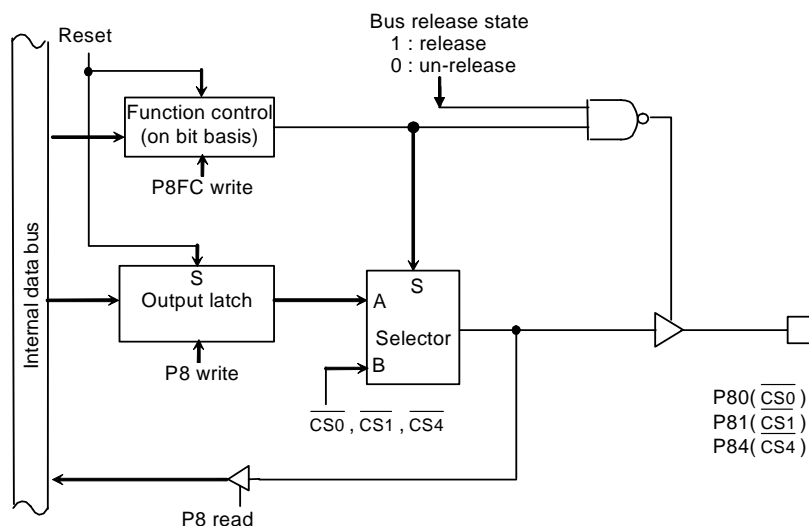 Bus release state
1 : release
0 : un-release
Reset
Function control
(on bit basis)
P8FC write
Internal data bus
S
Output latch
P8 write
A
S
Selector
B
CS0 , CS1 , CS4
P80( CS0 )
P81( CS1 )
P84( CS4 )
P8 read